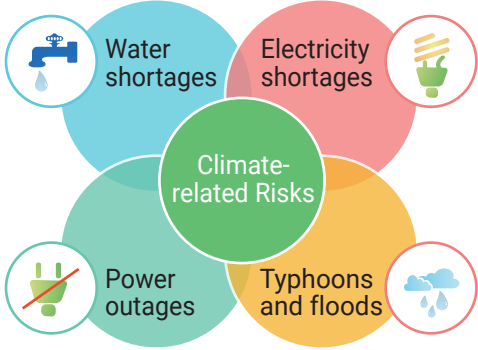 Water
shortages
Electricity
shortages
Climate-
related Risks
Power
outages
Typhoons
and floods